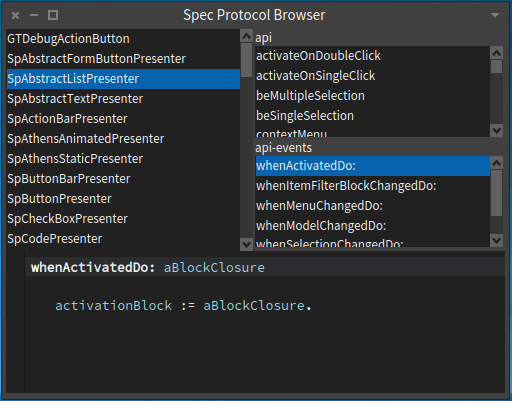 Spec Protocol Browser
GTDebugActionButton
SpAbstractFormButtonPresenter
SpAbstractListPresenter
SpAbstractTextPresenter
SpActionBarPresenter
SpAthensAnimatedPresenter
SpAthensStaticPresenter
SpButtonBarPresenter
SpButtonPresenter
SpCheckBoxPresenter
SpCodePresenter
api
activateOnDoubleClick
activateOnSingleClick
beMultipleSelection
beSingleSelection
contextMenu
api-events
whenActivatedDo:
whenItemFilterBlockChangedDo:
whenMenuChangedDo:
whenModelChangedDo:
whenSelectionChangedDo:
whenActivatedDo: aBlockClosure
activationBlock := aBlockClosure.